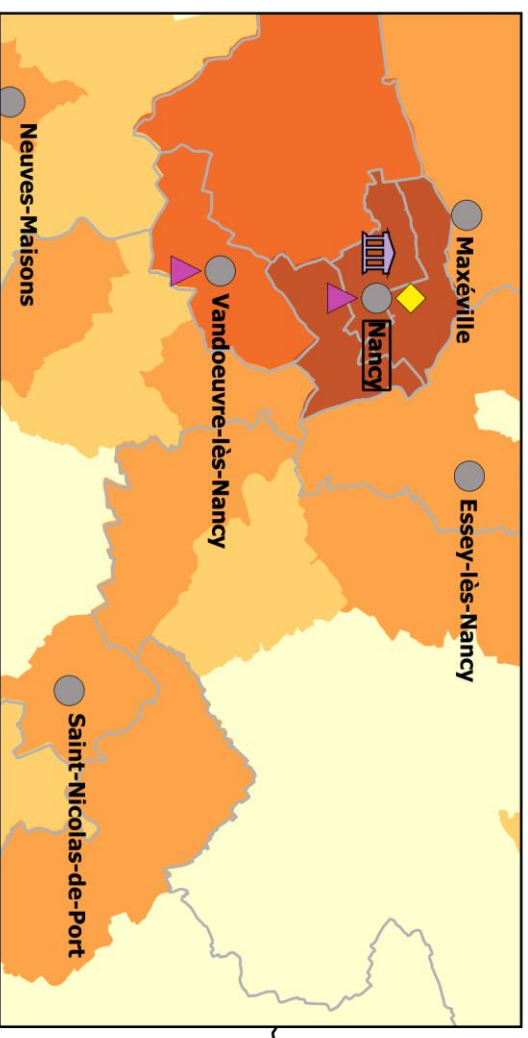 Maxéville
Nancy
Essey-lès-Nancy
Vandoeuvre-lès-Nancy
Neuves-Maisons
Saint-Nicolas-de-Port